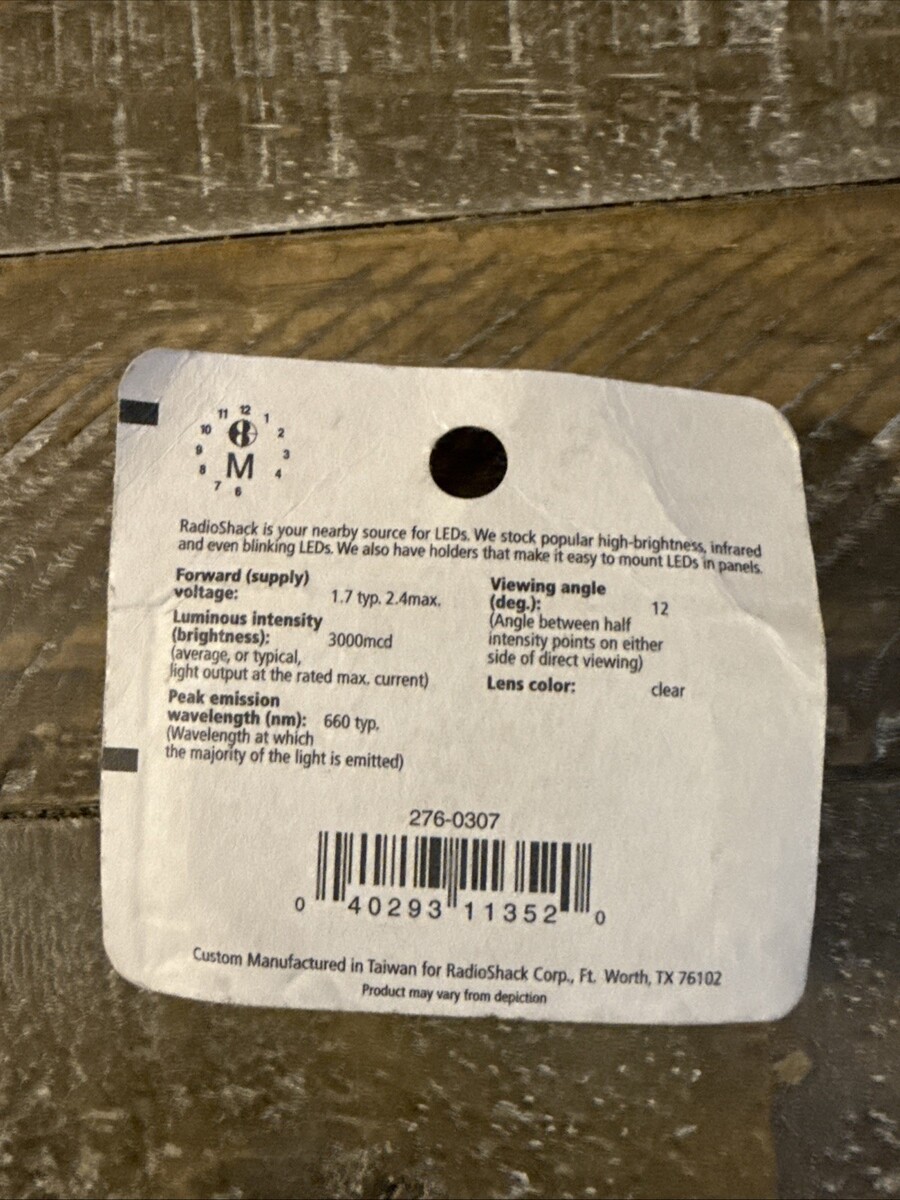 11 12 1
10 2
9 3
8 M 4
7 6
RadioShack is your nearby source for LEDs. We stock popular high-brightness, infrared
and even blinking LEDs. We also have holders that make it easy to mount LEDs in panels.
Forward (supply)
voltage: 1.7 typ. 2.4max.
Luminous intensity
(brightness): 3000mcd
(average, or typical,
light output at the rated max. current)
Peak emission
wavelength (nm): 660 typ.
(Wavelength at which
the majority of the light is emitted)
Viewing angle
(deg.): 12
(Angle between half
intensity points on either
side of direct viewing)
Lens color: clear
276-0307
0 40293 11352 0
Custom Manufactured in Taiwan for RadioShack Corp., Ft. Worth, TX 76102
Product may vary from depiction